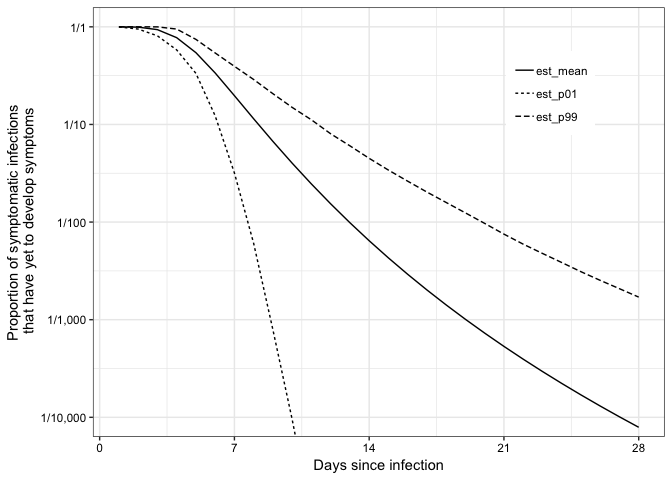 Proportion of symptomatic infections
that have yet to develop symptoms
1/1
1/10
1/100
1/1,000
1/10,000
est_mean
est_p01
est_p99
0
7
14
21
28
Days since infection